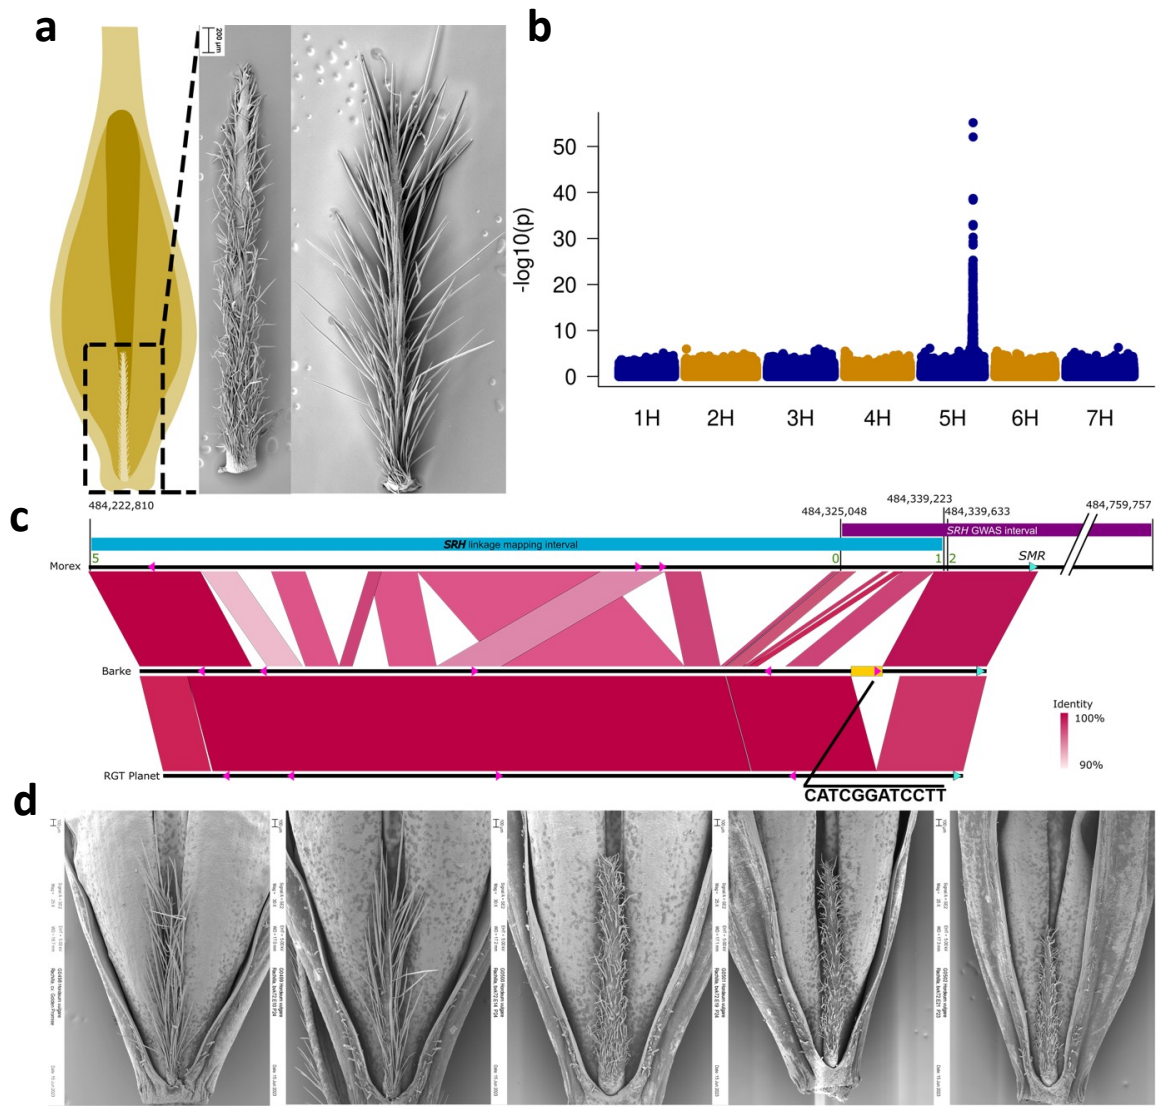 a
b
200 µm
-log10(p)
50
40
30
20
10
0
1H 2H 3H 4H 5H 6H 7H
c
484,222,810
484,325,048
484,339,223
484,339,633
484,759,757
SRH GWAS interval
SRH linkage mapping interval
5
0
1
2
SMR
Morex
Barke
RGT Planet
Identity
100%
90%
CATCGGATCCTT
d